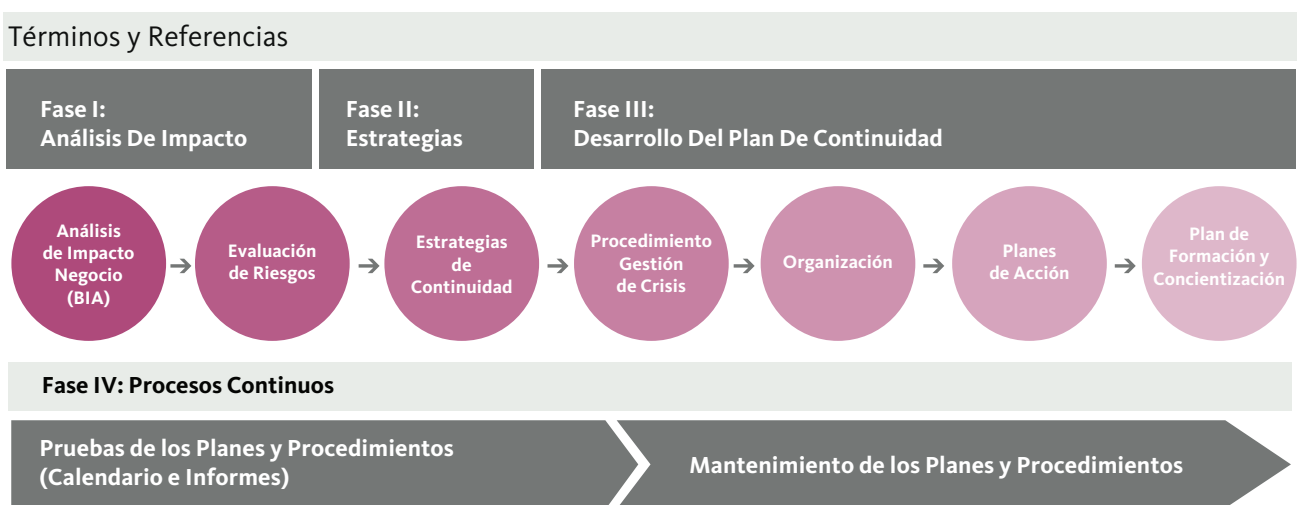 Términos y Referencias
Fase I:
Análisis De Impacto
Fase II:
Estrategias
Fase III:
Desarrollo Del Plan De Continuidad
Análisis
de Impacto
Negocio
(BIA)
Evaluación
de Riesgos
Estrategias
de
Continuidad
Procedimiento
Gestión
de Crisis
Organización
Planes
de Acción
Plan de
Formación y
Concientización
Fase IV: Procesos Continuos
Pruebas de los Planes y Procedimientos
(Calendario e Informes)
Mantenimiento de los Planes y Procedimientos